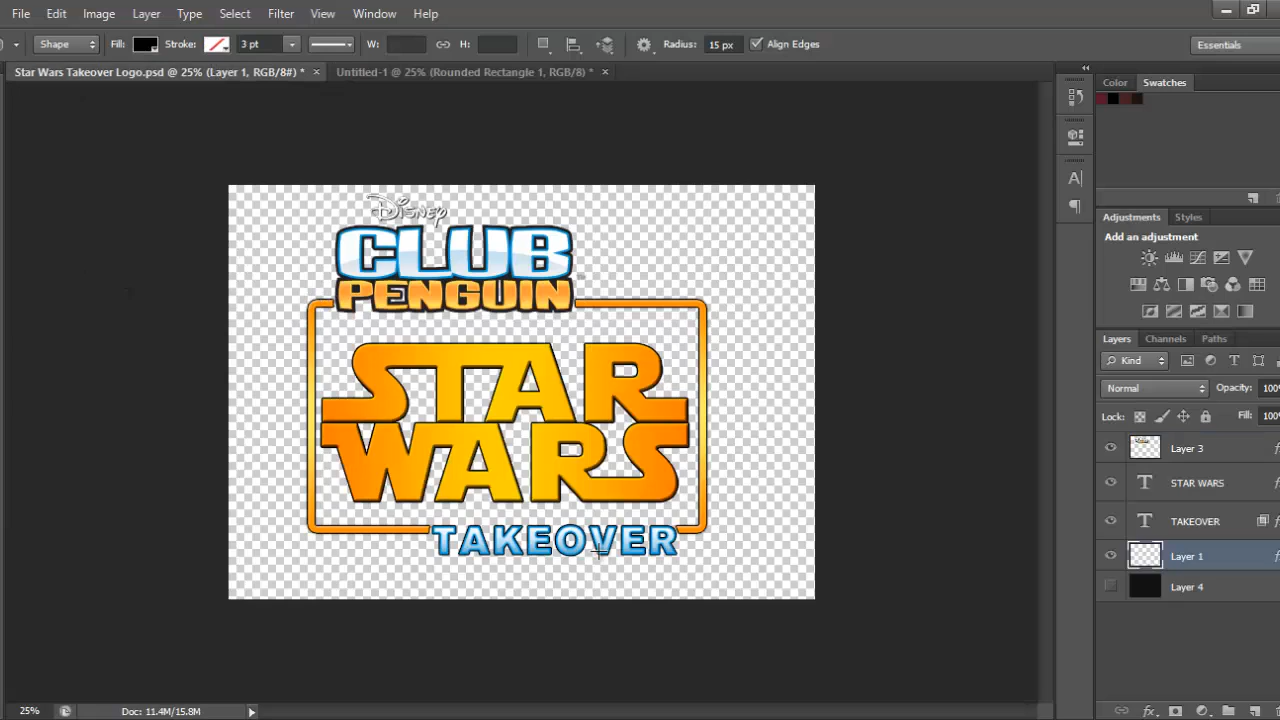 File Edit Image Layer Type Select Filter View Window Help
Shape Fill: Stroke: 3 pt W: H: Radius: 15 px Align Edges Essentials
Star Wars Takeover Logo.psd @ 25% (Layer 1, RGB/8#) * × Untitled-1 @ 25% (Rounded Rectangle 1, RGB/8) * ×
Color Swatches
Disney
CLUB
PENGUIN
STAR
WARS
TAKEOVER
Adjustments Styles
Add an adjustment
Layers Channels Paths
Kind
Normal Opacity: 100%
Lock: Fill: 100%
Layer 3
T STAR WARS
T TAKEOVER
Layer 1
Layer 4
25% Doc: 11.4M/15.8M